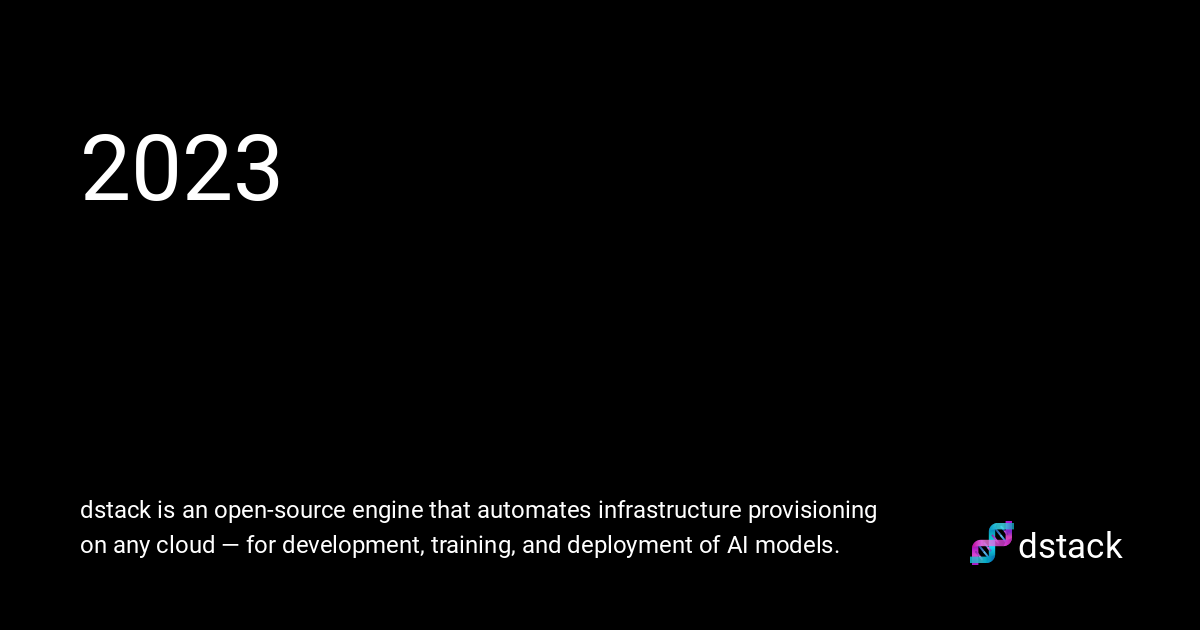 2023
dstack is an open-source engine that automates infrastructure provisioning
on any cloud — for development, training, and deployment of AI models.
dstack